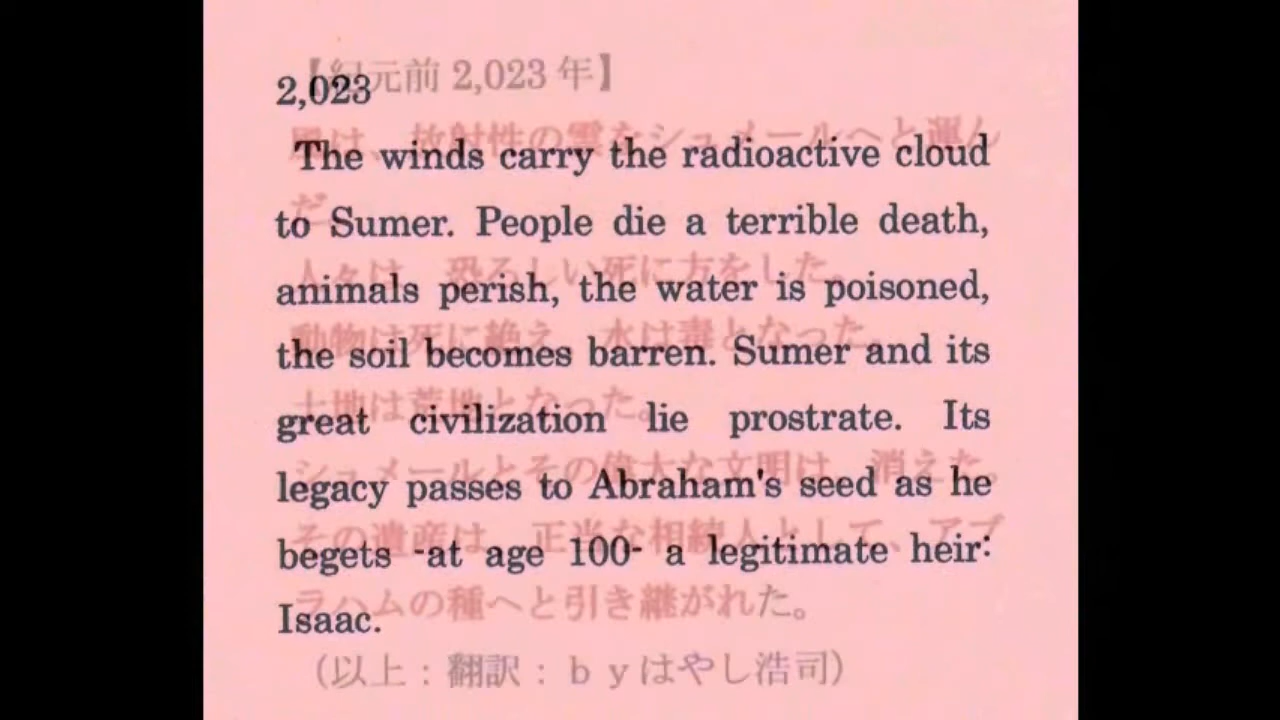 【紀元前 2,023 年】
2,023
風は、放射性の雲をシュメールへと運ん
The winds carry the radioactive cloud
だ。
to Sumer. People die a terrible death,
人々は、恐ろしい死に方をした。
animals perish, the water is poisoned,
動物は死に絶え、水は毒となった。
the soil becomes barren. Sumer and its
土地は荒地となった。
great civilization lie prostrate. Its
シュメールとその偉大な文明は、消えた。
legacy passes to Abraham's seed as he
その遺産は、正当な相続人として、アブ
begets -at age 100- a legitimate heir:
ラハムの種へと引き継がれた。
Isaac.
（以上：翻訳：ｂｙはやし浩司）